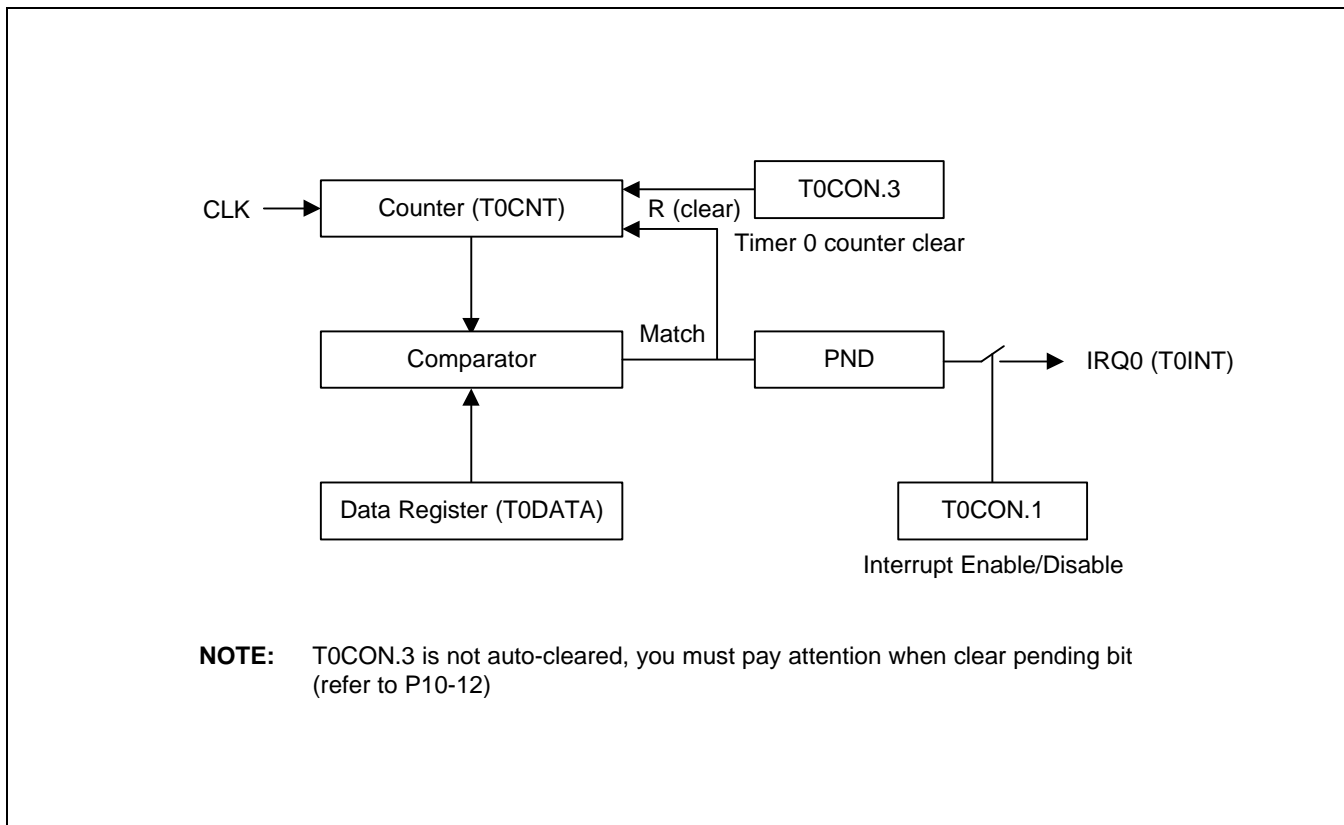 T0CON.3
CLK
Counter (T0CNT)
R (clear)
Timer 0 counter clear
Match
Comparator
PND
IRQ0 (T0INT)
Data Register (T0DATA)
T0CON.1
Interrupt Enable/Disable
NOTE: T0CON.3 is not auto-cleared, you must pay attention when clear pending bit
(refer to P10-12)